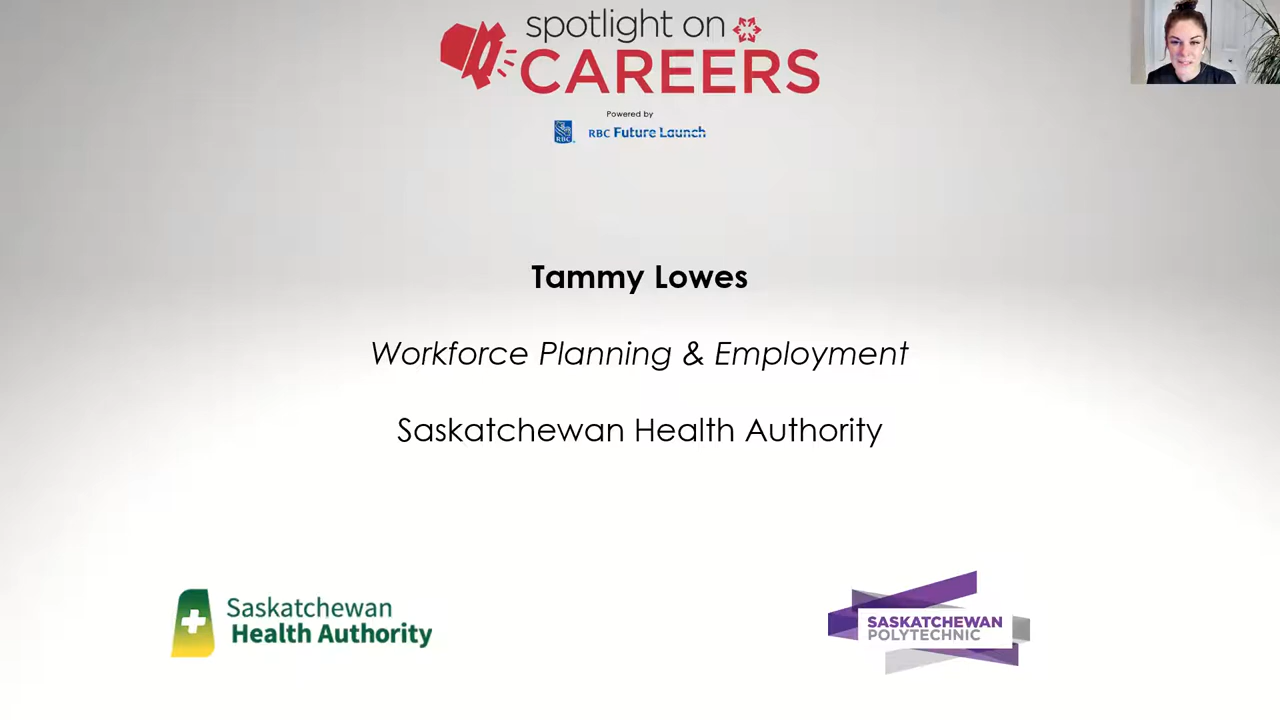 spotlight on
CAREERS
Powered by
RBC
RBC Future Launch
Tammy Lowes
Workforce Planning & Employment
Saskatchewan Health Authority
Saskatchewan
Health Authority
SASKATCHEWAN
POLYTECHNIC